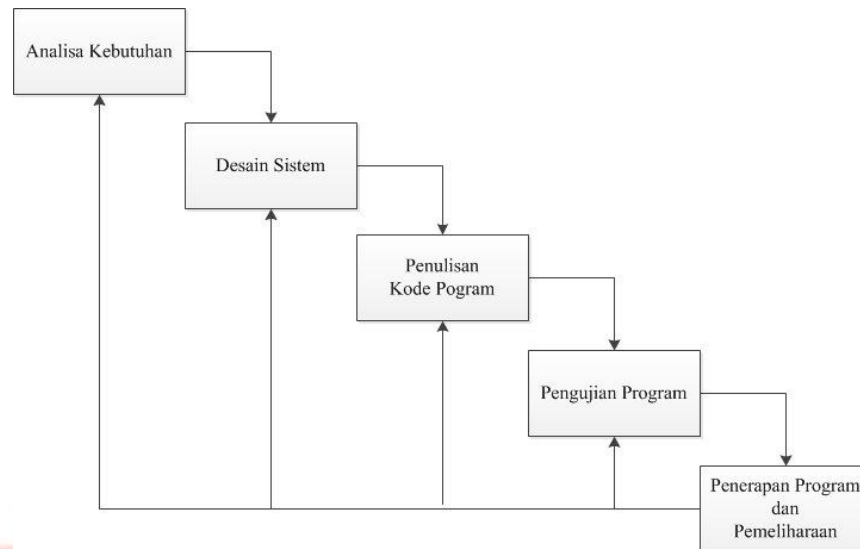 Analisa Kebutuhan
Desain Sistem
Penulisan
Kode Pogram
Pengujian Program
Penerapan Program
dan
Pemeliharaan